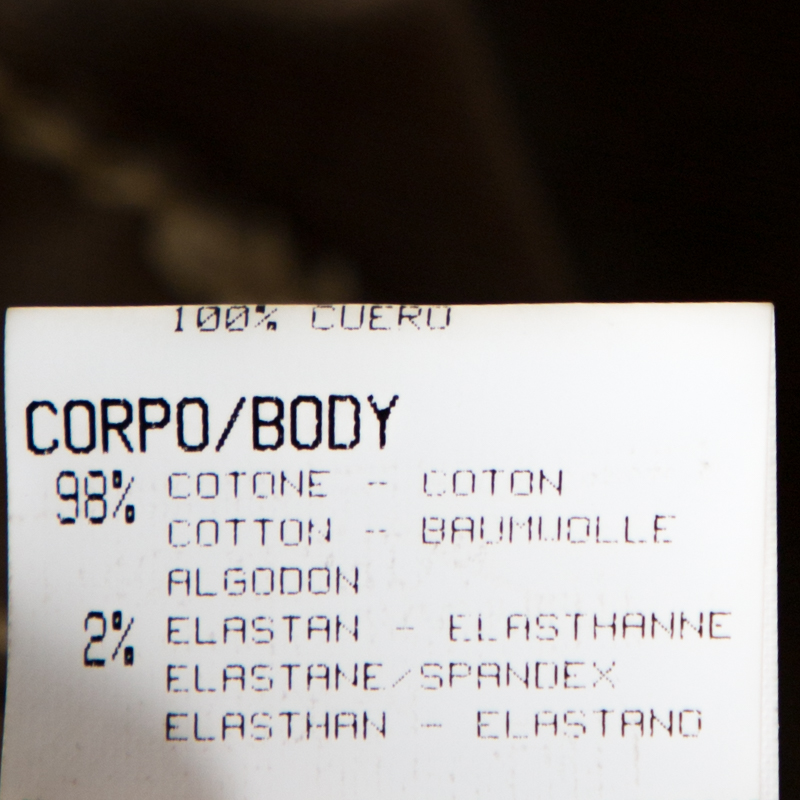 100% CUERO
CORPO/BODY
98% COTONE - COTON
COTTON - BAUMWOLLE
ALGODON
2% ELASTAN - ELASTHANNE
ELASTANE/SPANDEX
ELASTHAN - ELASTANO